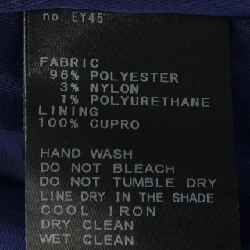 no. EY45
FABRIC
96% POLYESTER
3% NYLON
1% POLYURETHANE
LINING
100% CUPRO
HAND WASH
DO NOT BLEACH
DO NOT TUMBLE DRY
LINE DRY IN THE SHADE
COOL IRON
DRY CLEAN
WET CLEAN